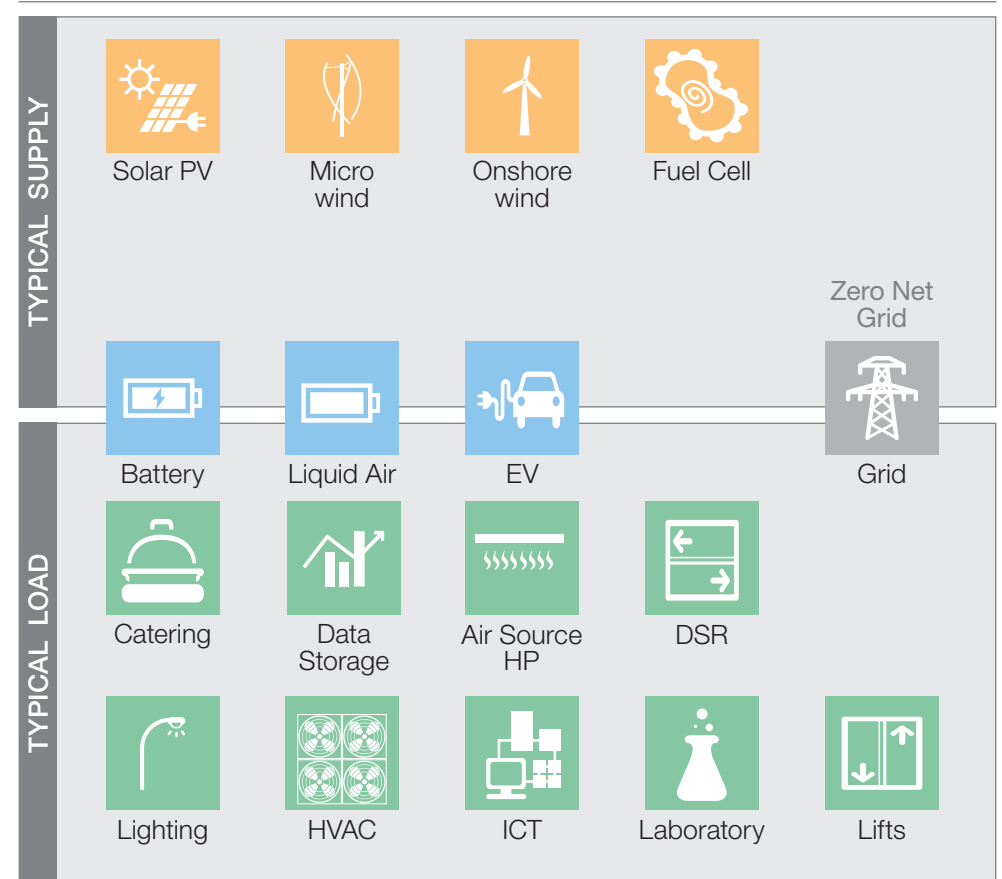 TYPICAL SUPPLY
Solar PV
Micro
wind
Onshore
wind
Fuel Cell
Zero Net
Grid
Battery
Liquid Air
EV
Grid
TYPICAL LOAD
Catering
Data
Storage
Air Source
HP
DSR
Lighting
HVAC
ICT
Laboratory
Lifts